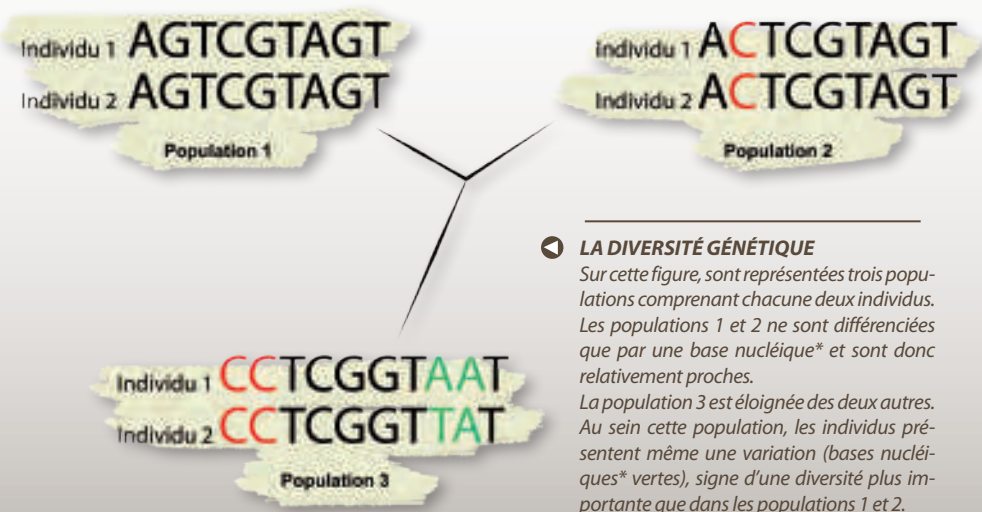 Individu 1 AGTCGTAGT
Individu 2 AGTCGTAGT
Population 1
Individu 1 ACTCGTAGT
Individu 2 ACTCGTAGT
Population 2
Individu 1 CCTCGGTAAT
Individu 2 CCTCGGTTAT
Population 3
LA DIVERSITÉ GÉNÉTIQUE
Sur cette figure, sont représentées trois popu-
lations comprenant chacune deux individus.
Les populations 1 et 2 ne sont différenciées
que par une base nucléique* et sont donc
relativement proches.
La population 3 est éloignée des deux autres.
Au sein cette population, les individus pré-
sentent même une variation (bases nucléi-
ques* vertes), signe d'une diversité plus im-
portante que dans les populations 1 et 2.